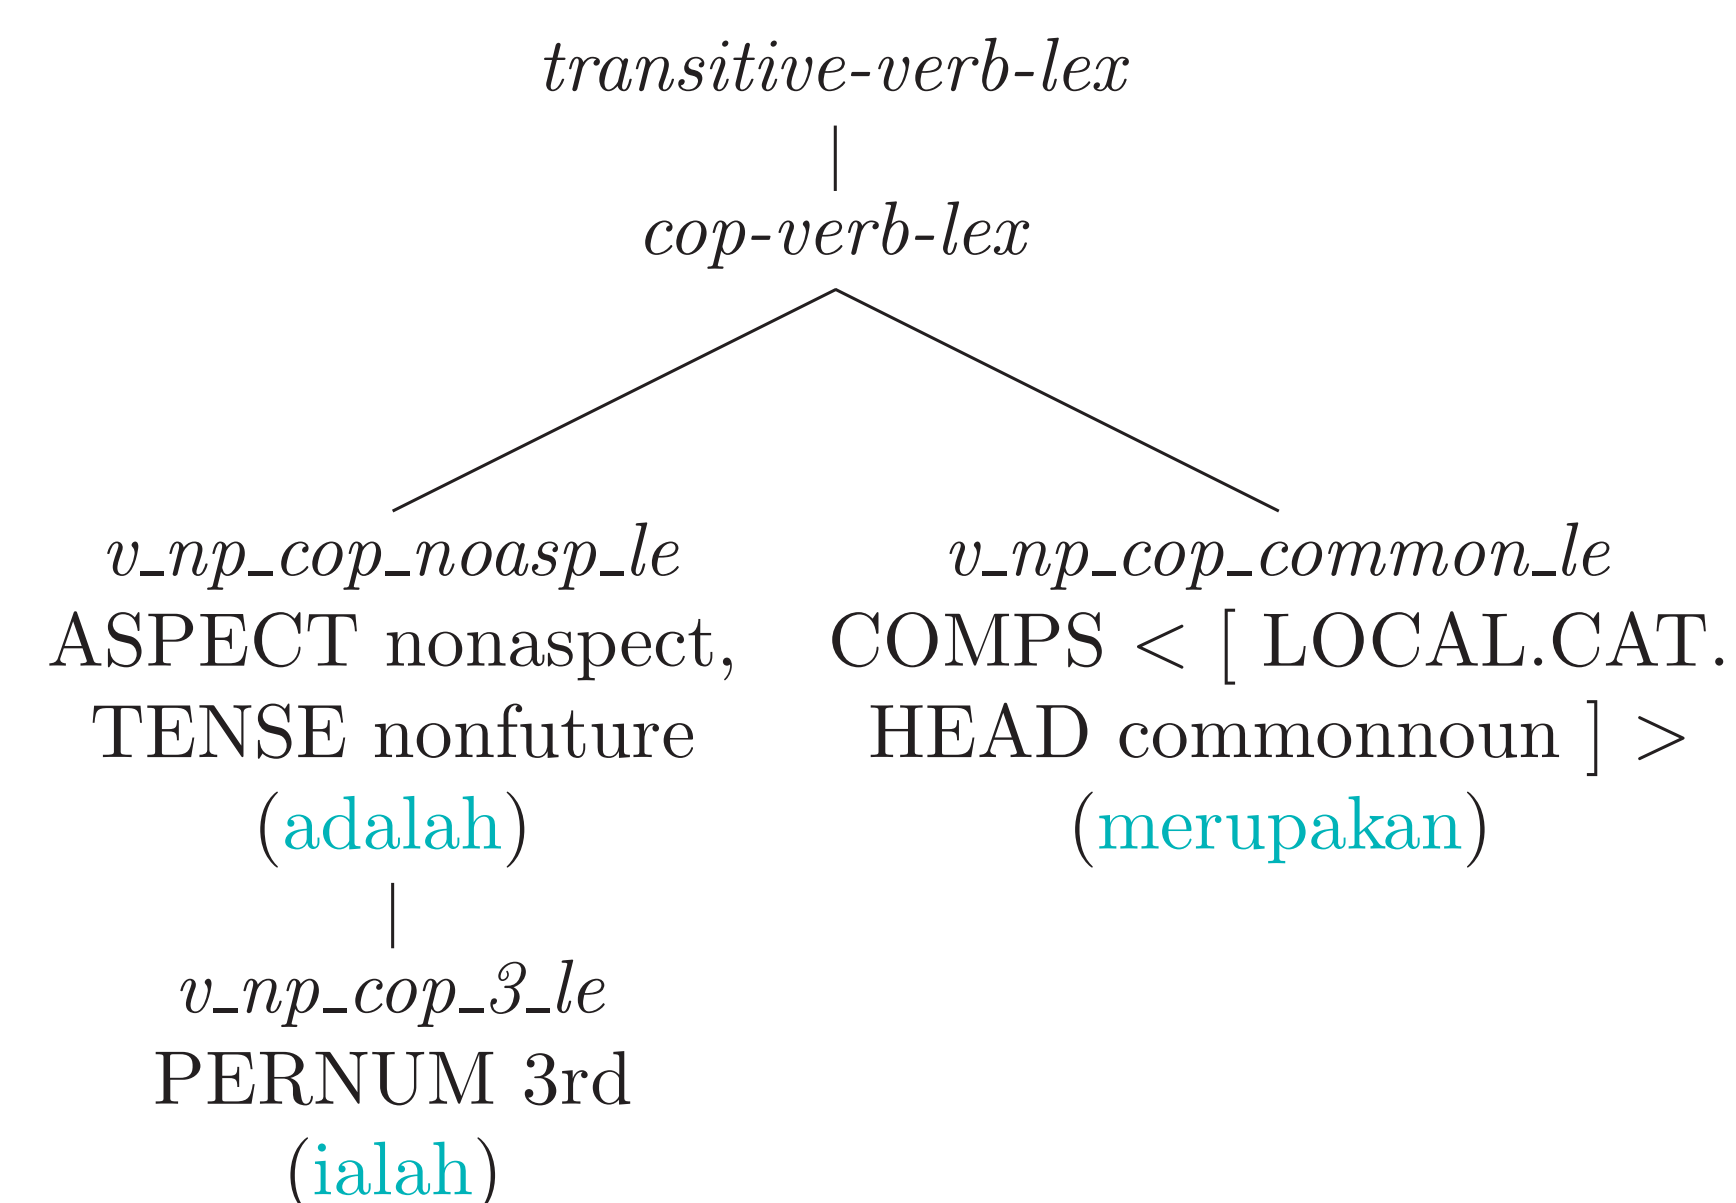 transitive-verb-lex
cop-verb-lex
v_np_cop_noasp_le
ASPECT nonaspect,
TENSE nonfuture
(adalah)
v_np_cop_common_le
COMPS < [ LOCAL.CAT.
HEAD commonnoun ] >
(merupakan)
v_np_cop_3_le
PERNUM 3rd
(ialah)